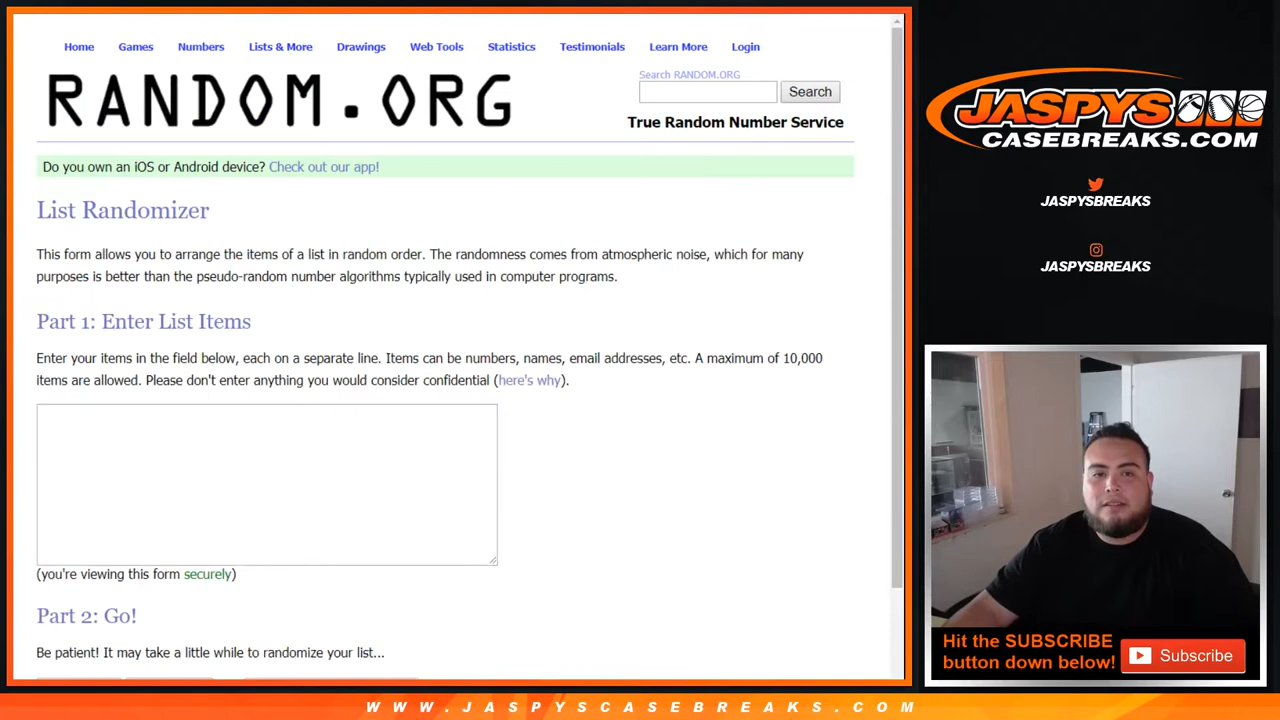 Home Games Numbers Lists & More Drawings Web Tools Statistics Testimonials Learn More Login
RANDOM.ORG
Search RANDOM.ORG
Search
True Random Number Service
Do you own an iOS or Android device? Check out our app!
List Randomizer
This form allows you to arrange the items of a list in random order. The randomness comes from atmospheric noise, which for many
purposes is better than the pseudo-random number algorithms typically used in computer programs.
Part 1: Enter List Items
Enter your items in the field below, each on a separate line. Items can be numbers, names, email addresses, etc. A maximum of 10,000
items are allowed. Please don't enter anything you would consider confidential (here's why).
(you're viewing this form securely)
Part 2: Go!
Be patient! It may take a little while to randomize your list...
JASPYS
CASEBREAKS.COM
JASPYSBREAKS
JASPYSBREAKS
Hit the SUBSCRIBE
button down below!
Subscribe
WWW.JASPYSCASEBREAKS.COM